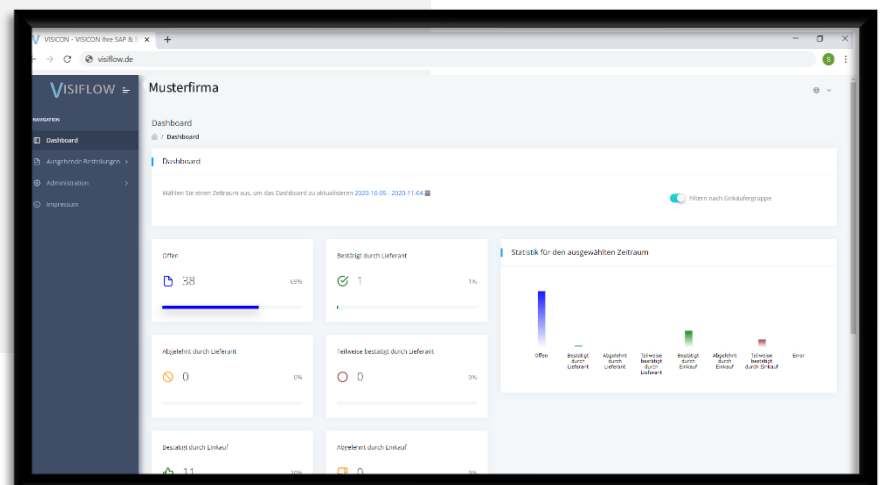 VISICON - VISICON Ihre SAP & I
visiflow.de
S
VISIFLOW
Musterfirma
NAVIGATION
Dashboard
Ausgehende Bestellungen
Administration
Impressum
Dashboard
/ Dashboard
Dashboard
Wählen Sie einen Zeitraum aus, um das Dashboard zu aktualisieren 2020-10-05 - 2020-11-04
Filtern nach Einkäufergruppe
Offen
38
69%
Bestätigt durch Lieferant
1
1%
Abgelehnt durch Lieferant
0
0%
Teilweise bestätigt durch Lieferant
0
0%
Bestätigt durch Einkauf
11
20%
Abgelehnt durch Einkauf
0
0%
Statistik für den ausgewählten Zeitraum
Offen
Bestätigt
durch
Lieferant
Abgelehnt
durch
Lieferant
Teilweise
bestätigt
durch
Lieferant
Bestätigt
durch
Einkauf
Abgelehnt
durch
Einkauf
Teilweise
bestätigt
durch Einkauf
Error